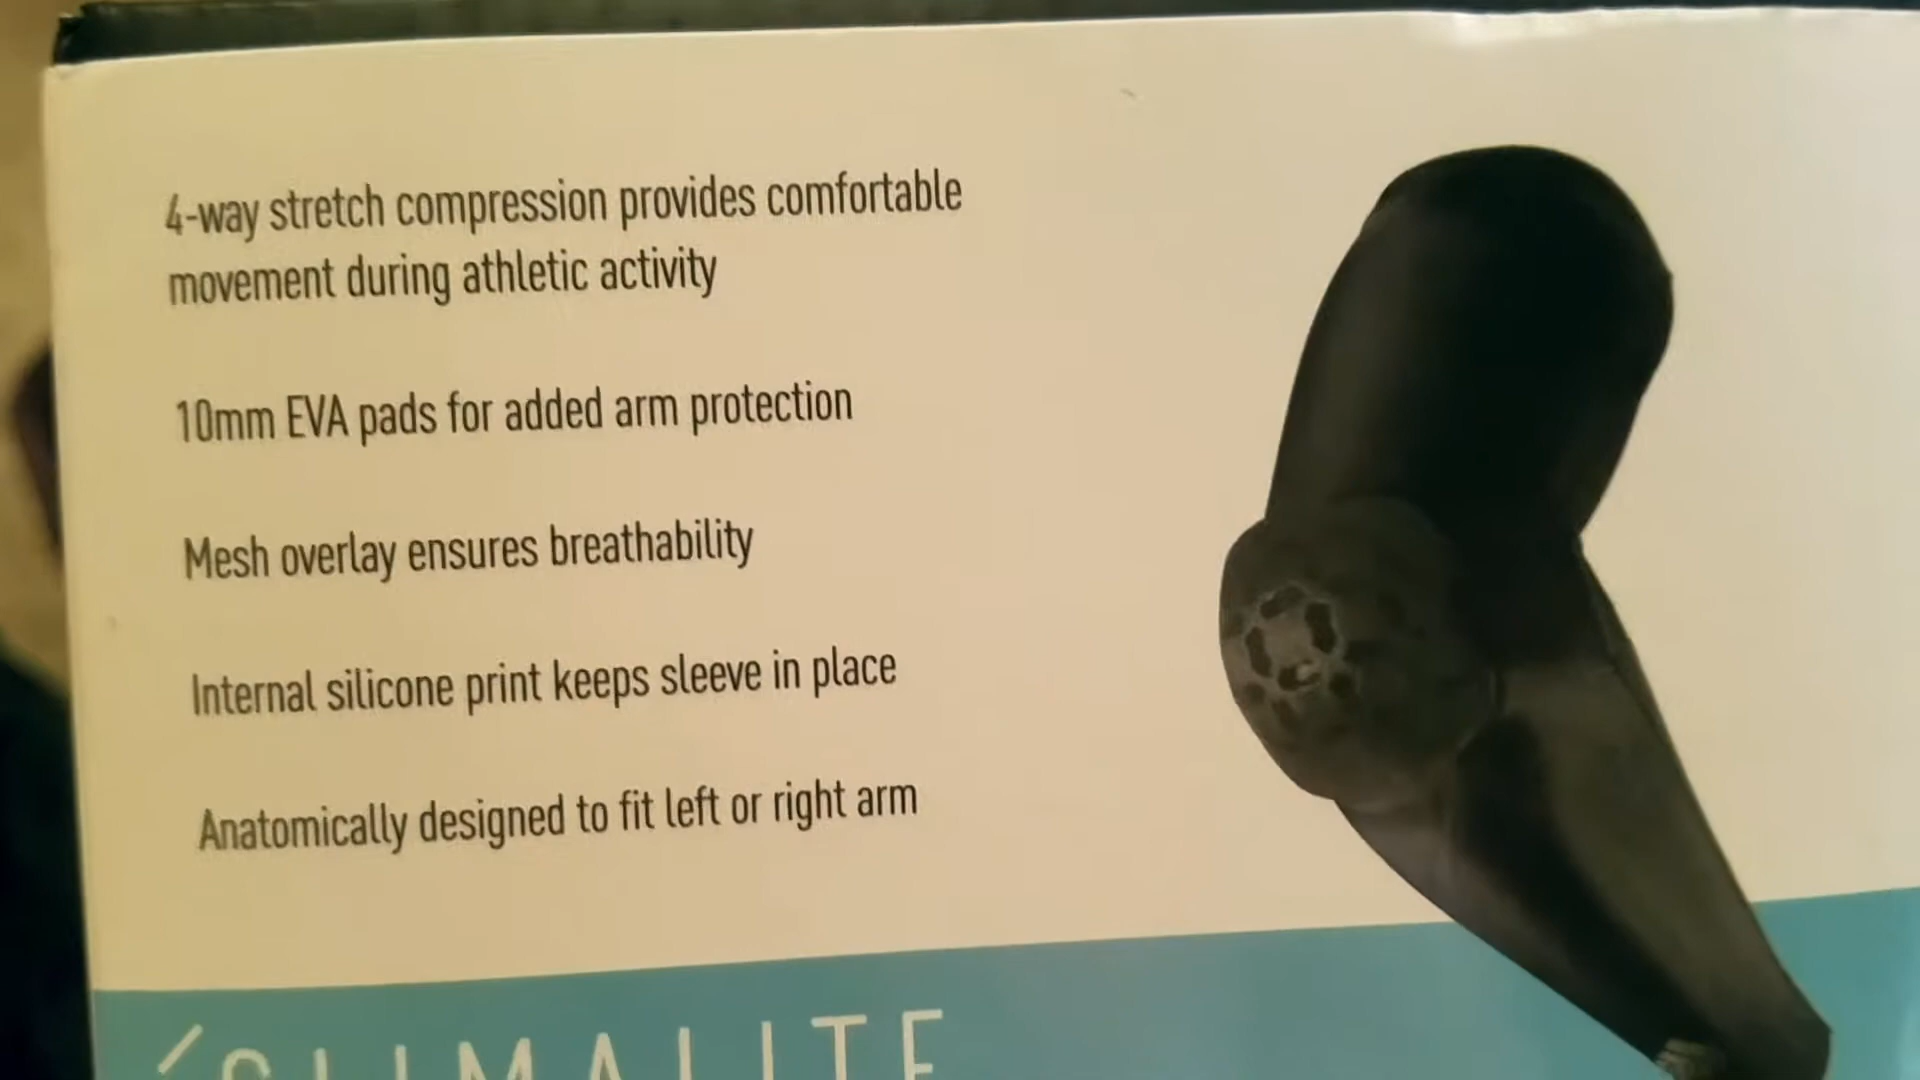 4-way stretch compression provides comfortable
movement during athletic activity
10mm EVA pads for added arm protection
Mesh overlay ensures breathability
Internal silicone print keeps sleeve in place
Anatomically designed to fit left or right arm
CLIMALITE